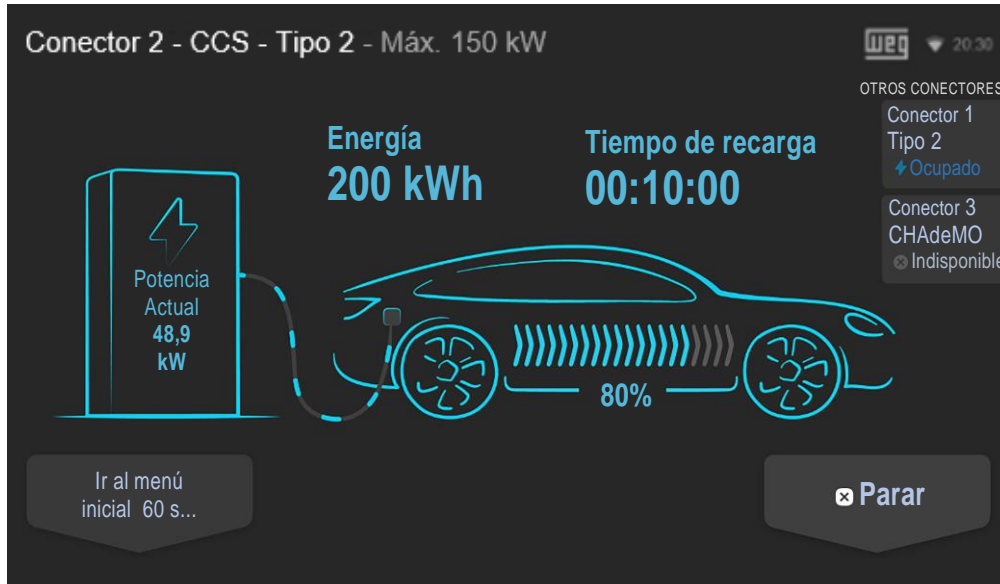 Conector 2 - CCS - Tipo 2 - Máx. 150 kW
weg
20:30
OTROS CONECTORES
Conector 1
Tipo 2
Ocupado
Conector 3
CHAdeMO
Indisponible
Energía
200 kWh
Tiempo de recarga
00:10:00
Potencia
Actual
48,9
kW
80%
Ir al menú
inicial 60 s...
Parar